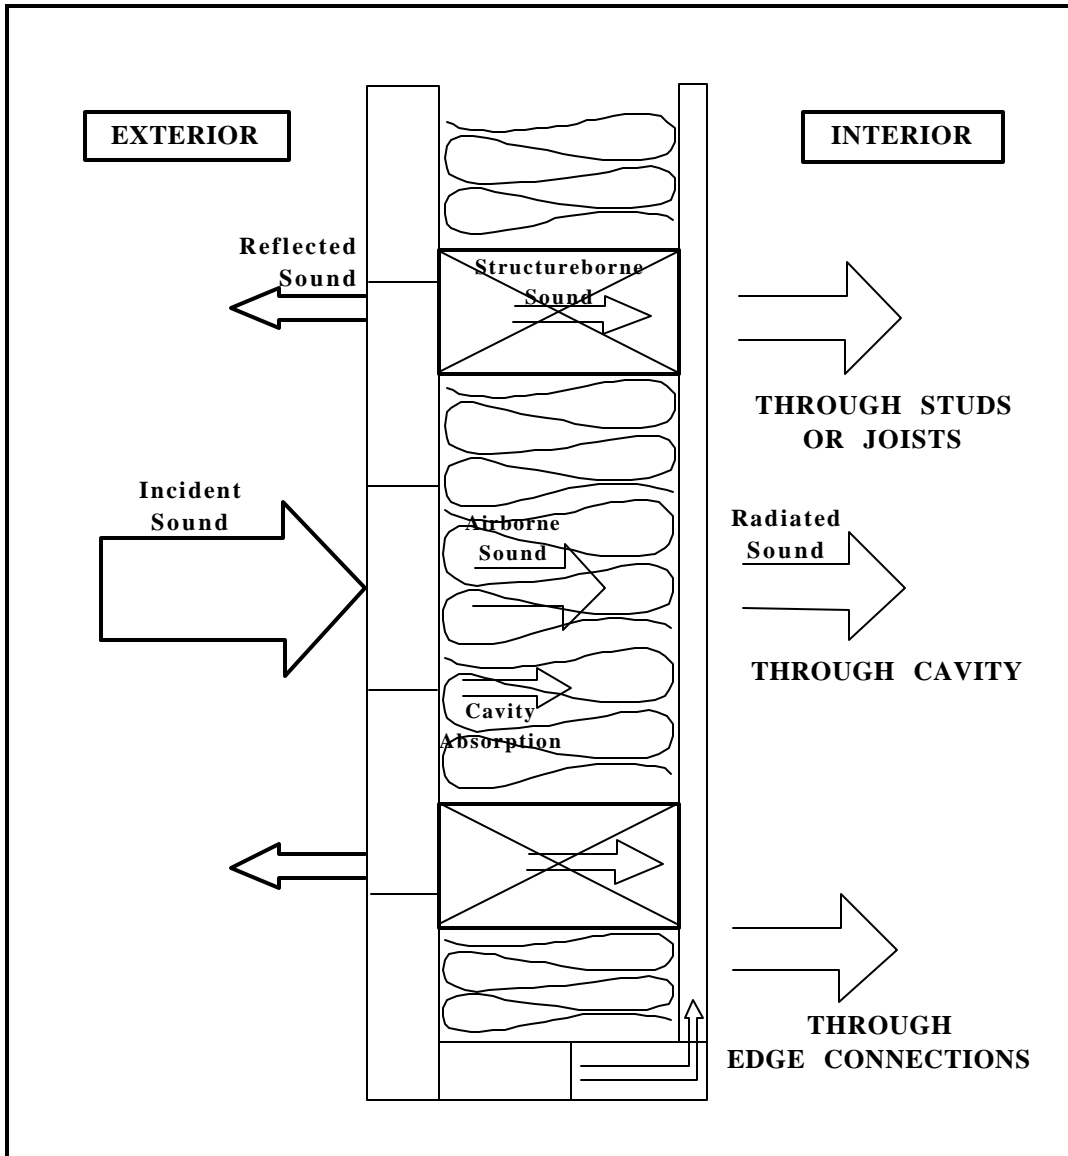 EXTERIOR
INTERIOR
Reflected
Sound
Structureborne
Sound
THROUGH STUDS
OR JOISTS
Incident
Sound
Airborne
Sound
Radiated
Sound
THROUGH CAVITY
Cavity
Absorption
THROUGH
EDGE CONNECTIONS